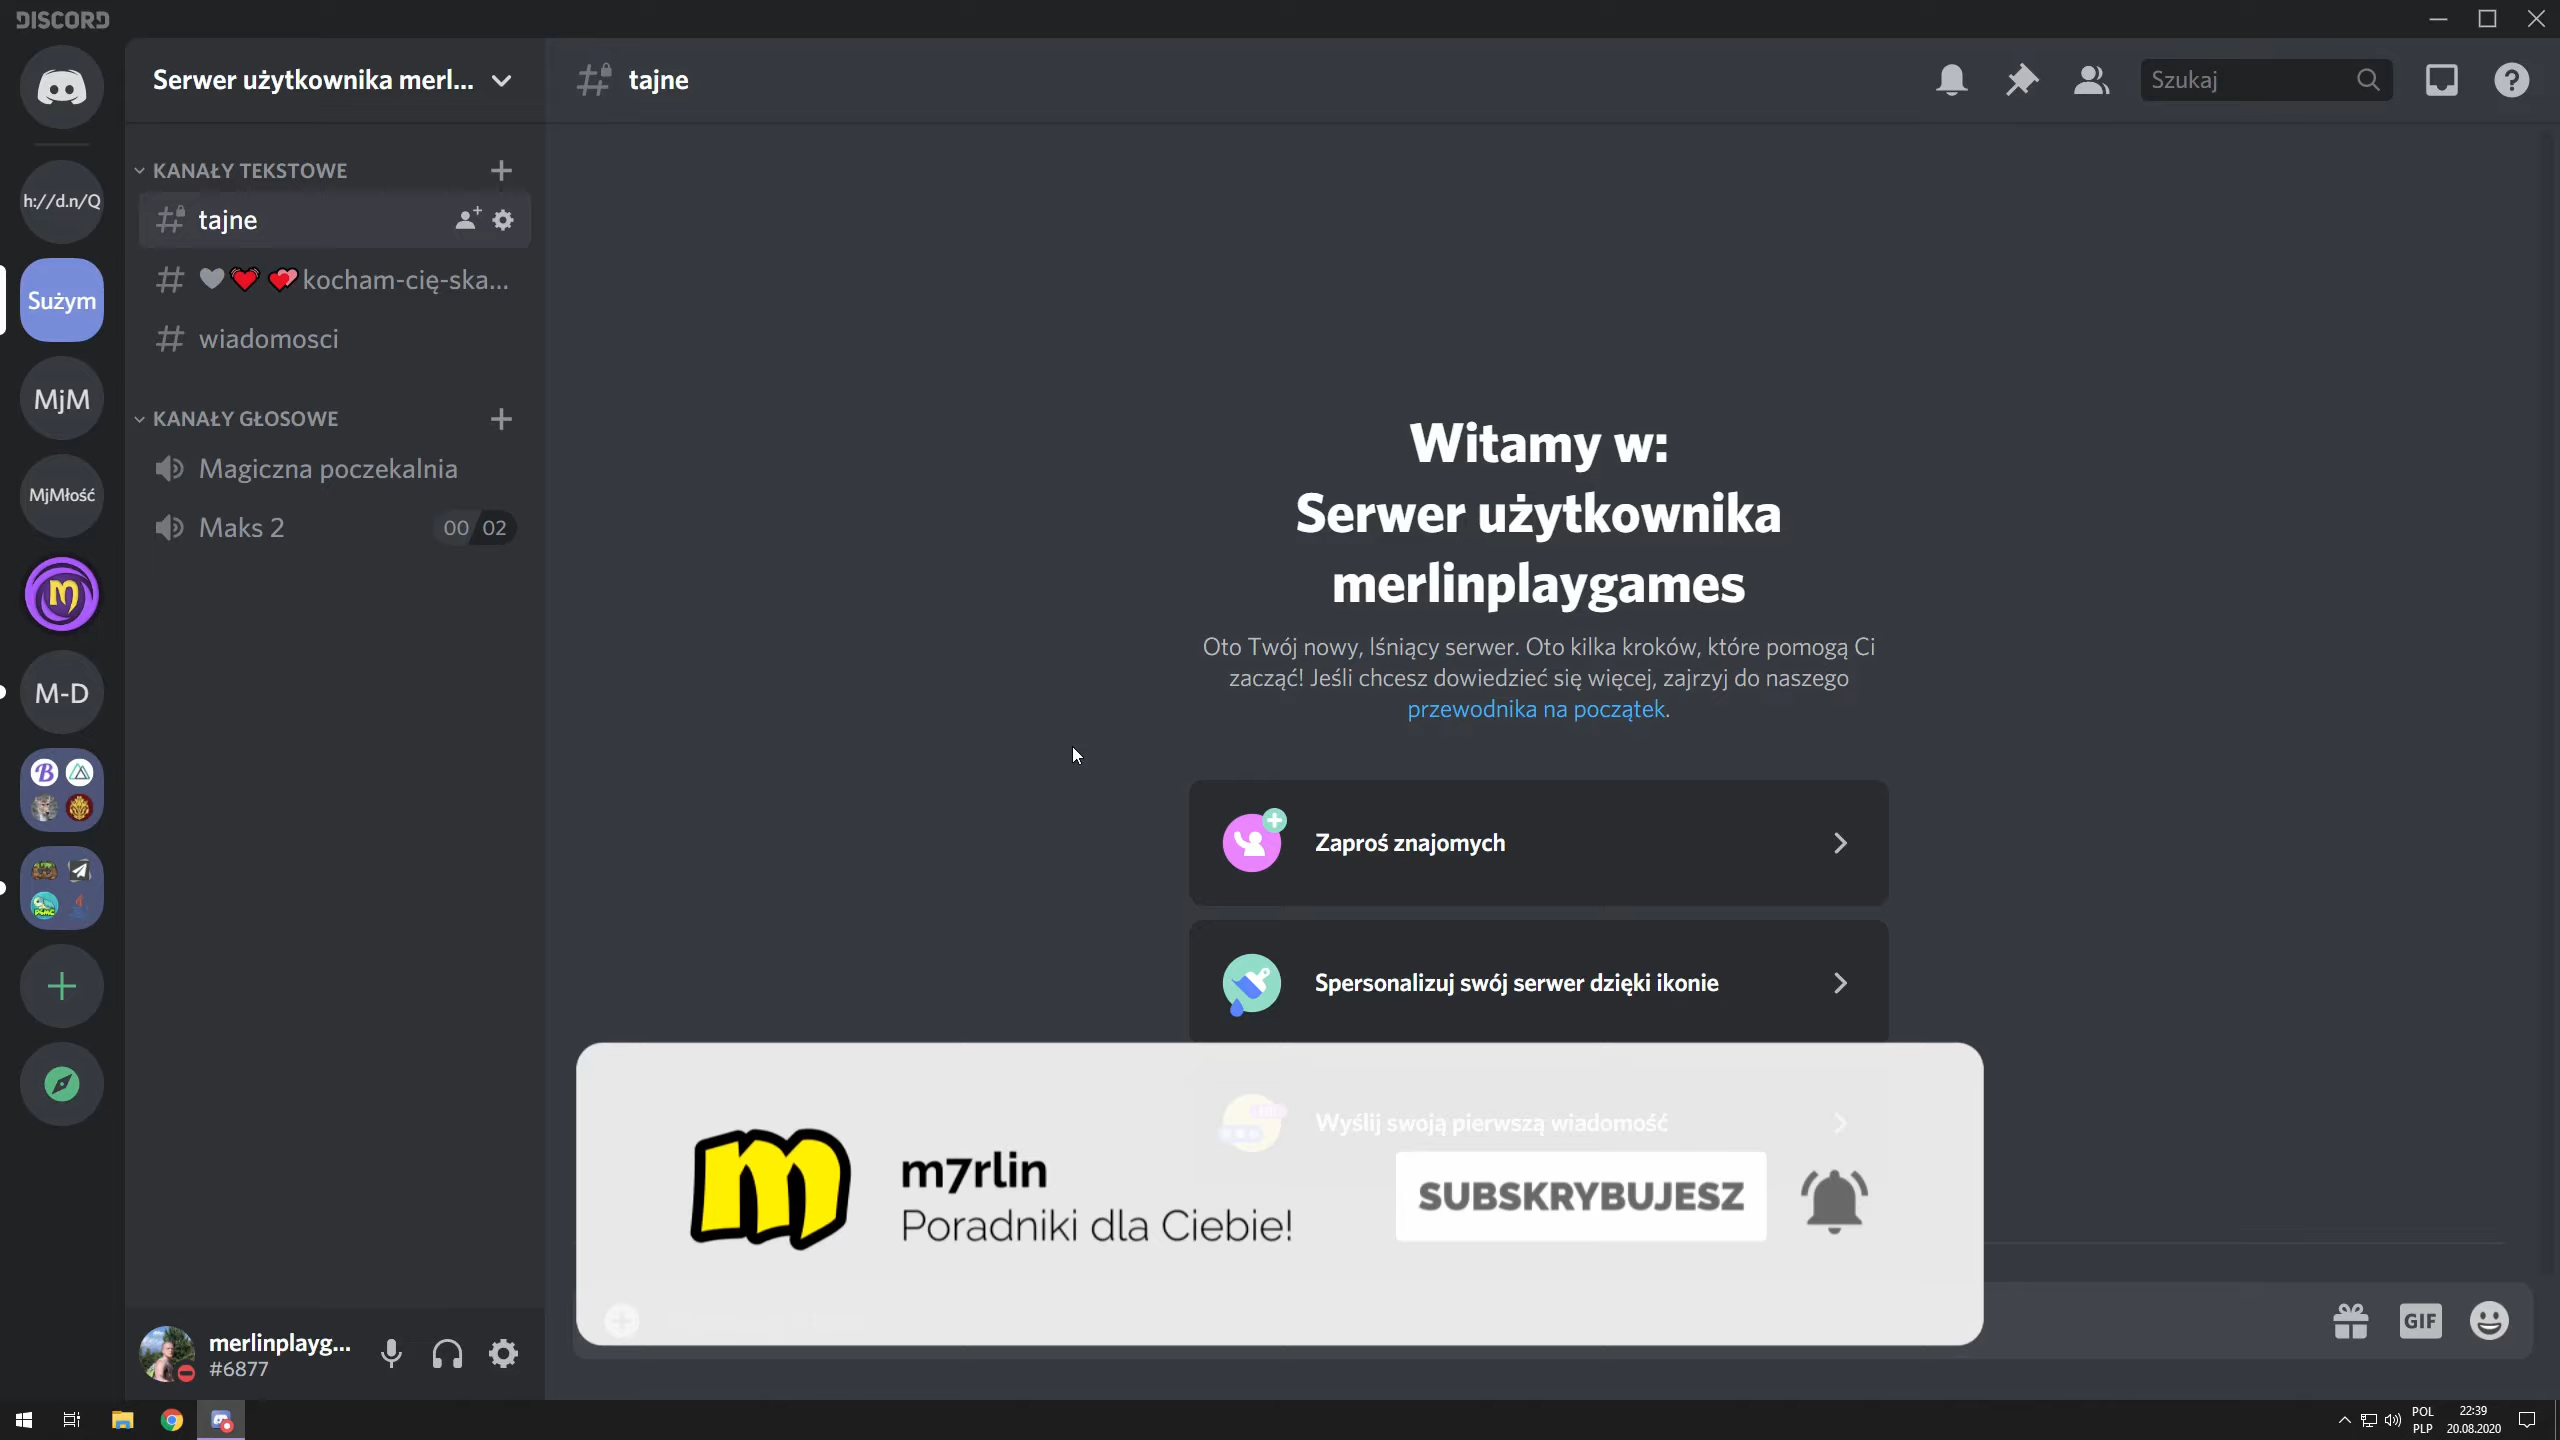 DISCORD
Serwer użytkownika merl...
tajne
Szukaj
h://d.n/Q
Sużym
MjM
MjMłość
M-D
KANAŁY TEKSTOWE
tajne
🤍💓 💕kocham-cię-ska...
wiadomosci
KANAŁY GŁOSOWE
Magiczna poczekalnia
Maks 2
00 02
Witamy w:
Serwer użytkownika
merlinplaygames
Oto Twój nowy, lśniący serwer. Oto kilka kroków, które pomogą Ci
zacząć! Jeśli chcesz dowiedzieć się więcej, zajrzyj do naszego
przewodnika na początek.
Zaproś znajomych
Spersonalizuj swój serwer dzięki ikonie
Wyślij swoją pierwszą wiadomość
m
m7rlin
Poradniki dla Ciebie!
SUBSKRYBUJESZ
GIF
merlinplayg...
#6877
POL
PLP
22:39
20.08.2020